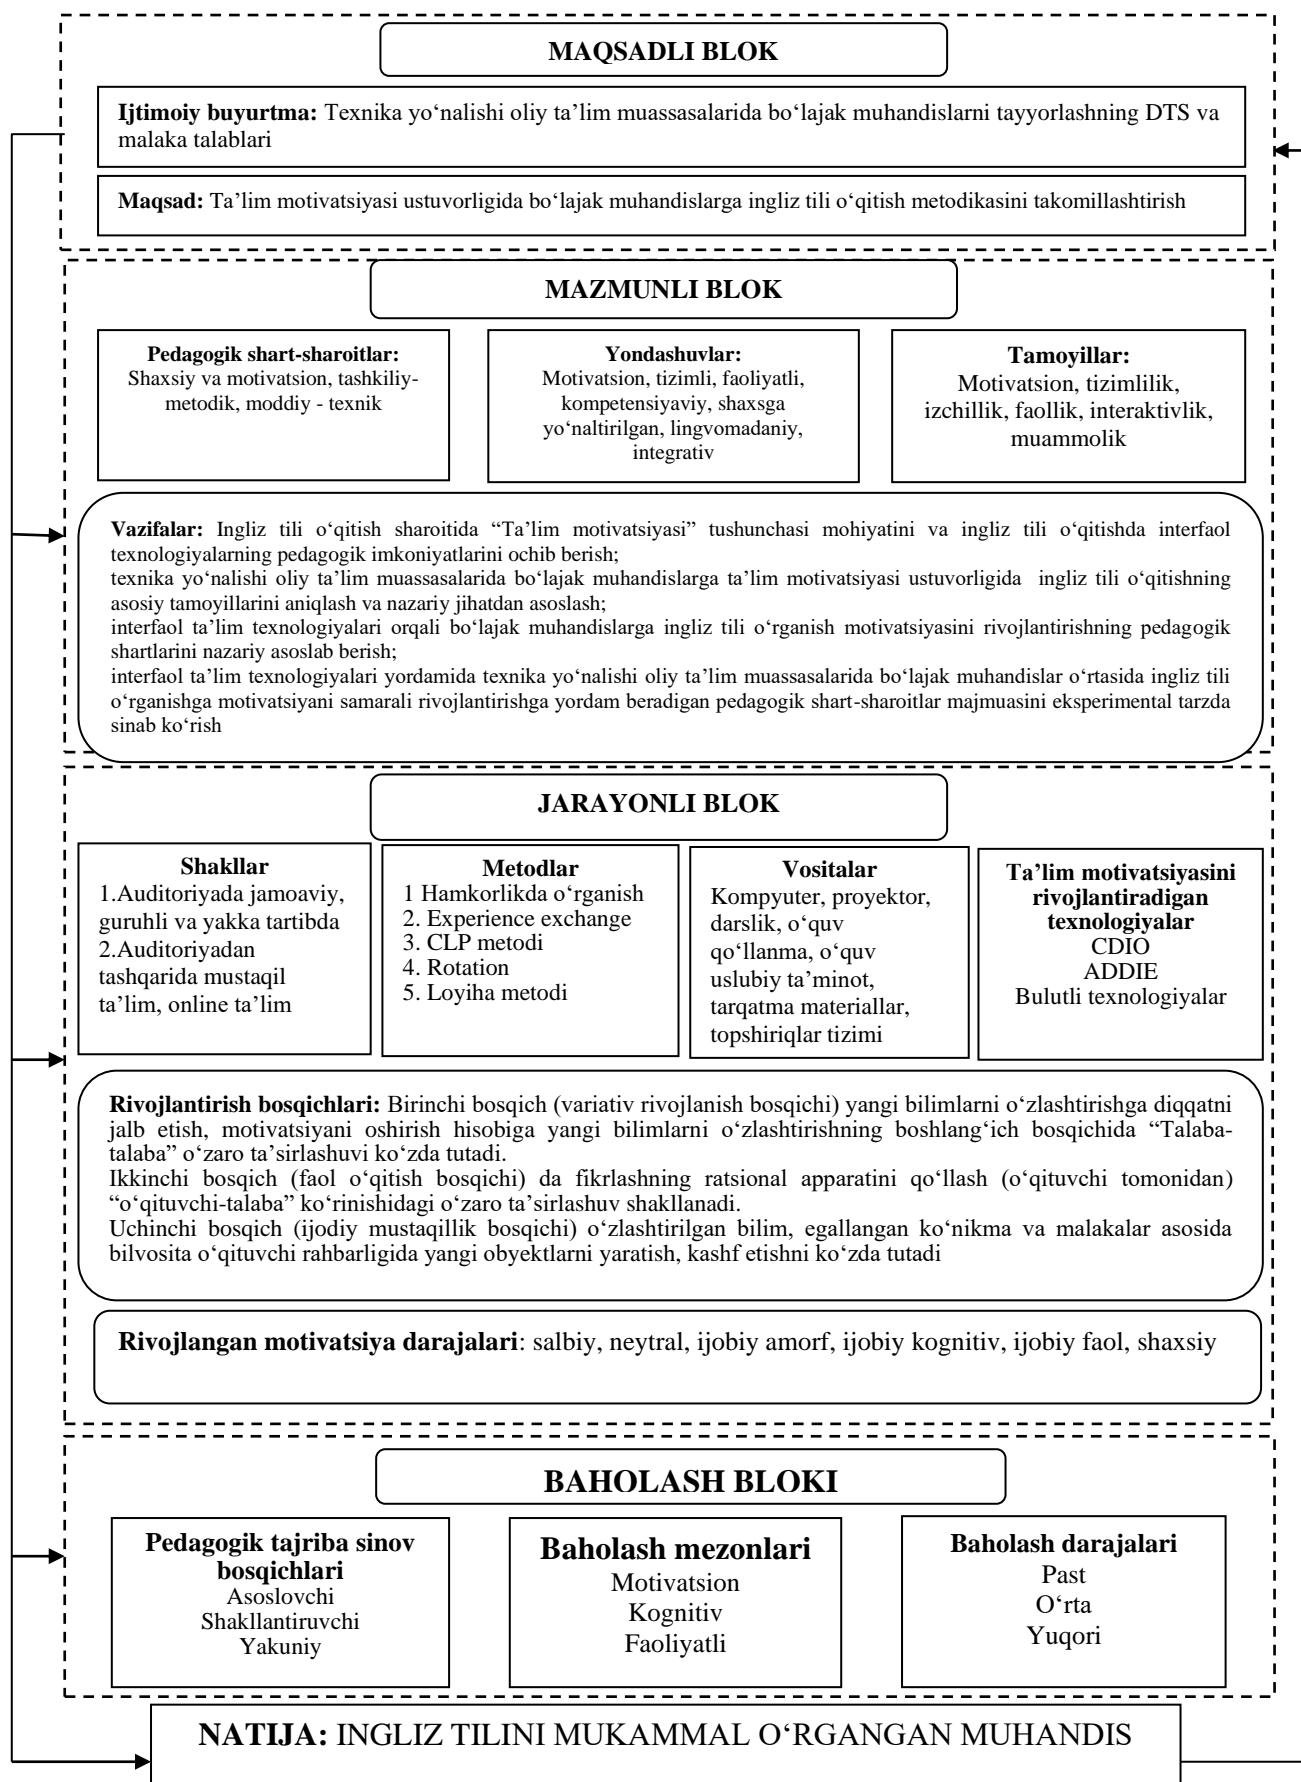 MAQSADLI BLOK
Ijtimoiy buyurtma: Texnika yo‘nalishi oliy ta’lim muassasalarida bo‘lajak muhandislarni tayyorlashning DTS va
malaka talablari
Maqsad: Ta’lim motivatsiyasi ustuvorligida bo‘lajak muhandislarga ingliz tili o‘qitish metodikasini takomillashtirish
MAZMUNLI BLOK
Pedagogik shart-sharoitlar:
Shaxsiy va motivatsion, tashkiliy-
metodik, moddiy - texnik
Yondashuvlar:
Motivatsion, tizimli, faoliyatli,
kompetensiyaviy, shaxsga
yo‘naltirilgan, lingvomadaniy,
integrativ
Tamoyillar:
Motivatsion, tizimlilik,
izchillik, faollik, interaktivlik,
muammolik
Vazifalar: Ingliz tili o‘qitish sharoitida “Ta’lim motivatsiyasi” tushunchasi mohiyatini va ingliz tili o‘qitishda interfaol
texnologiyalarning pedagogik imkoniyatlarini ochib berish;
texnika yo‘nalishi oliy ta’lim muassasalarida bo‘lajak muhandislarga ta’lim motivatsiyasi ustuvorligida ingliz tili o‘qitishning
asosiy tamoyillarini aniqlash va nazariy jihatdan asoslash;
interfaol ta’lim texnologiyalari orqali bo‘lajak muhandislarga ingliz tili o‘rganish motivatsiyasini rivojlantirishning pedagogik
shartlarini nazariy asoslab berish;
interfaol ta’lim texnologiyalari yordamida texnika yo‘nalishi oliy ta’lim muassasalarida bo‘lajak muhandislar o‘rtasida ingliz tili
o‘rganishga motivatsiyani samarali rivojlantirishga yordam beradigan pedagogik shart-sharoitlar majmuasini eksperimental tarzda
sinab ko‘rish
JARAYONLI BLOK
Shakllar
1.Auditoriyada jamoaviy,
guruhli va yakka tartibda
2.Auditoriyadan
tashqarida mustaqil
ta’lim, online ta’lim
Metodlar
1 Hamkorlikda o‘rganish
2. Experience exchange
3. CLP metodi
4. Rotation
5. Loyiha metodi
Vositalar
Kompyuter, proyektor,
darslik, o‘quv
qo‘llanma, o‘quv
uslubiy ta’minot,
tarqatma materiallar,
topshiriqlar tizimi
Ta’lim motivatsiyasini
rivojlantiradigan
texnologiyalar
CDIO
ADDIE
Bulutli texnologiyalar
Rivojlantirish bosqichlari: Birinchi bosqich (variativ rivojlanish bosqichi) yangi bilimlarni o‘zlashtirishga diqqatni
jalb etish, motivatsiyani oshirish hisobiga yangi bilimlarni o‘zlashtirishning boshlang‘ich bosqichida “Talaba-
talaba” o‘zaro ta’sirlashuvi ko‘zda tutadi.
Ikkinchi bosqich (faol o‘qitish bosqichi) da fikrlashning ratsional apparatini qo‘llash (o‘qituvchi tomonidan)
“o‘qituvchi-talaba” ko‘rinishidagi o‘zaro ta’sirlashuv shakllanadi.
Uchinchi bosqich (ijodiy mustaqillik bosqichi) o‘zlashtirilgan bilim, egallangan ko‘nikma va malakalar asosida
bilvosita o‘qituvchi rahbarligida yangi obyektlarni yaratish, kashf etishni ko‘zda tutadi
Rivojlangan motivatsiya darajalari: salbiy, neytral, ijobiy amorf, ijobiy kognitiv, ijobiy faol, shaxsiy
BAHOLASH BLOKI
Pedagogik tajriba sinov
bosqichlari
Asoslovchi
Shakllantiruvchi
Yakuniy
Baholash mezonlari
Motivatsion
Kognitiv
Faoliyatli
Baholash darajalari
Past
O‘rta
Yuqori
NATIJA: INGLIZ TILINI MUKAMMAL O‘RGANGAN MUHANDIS